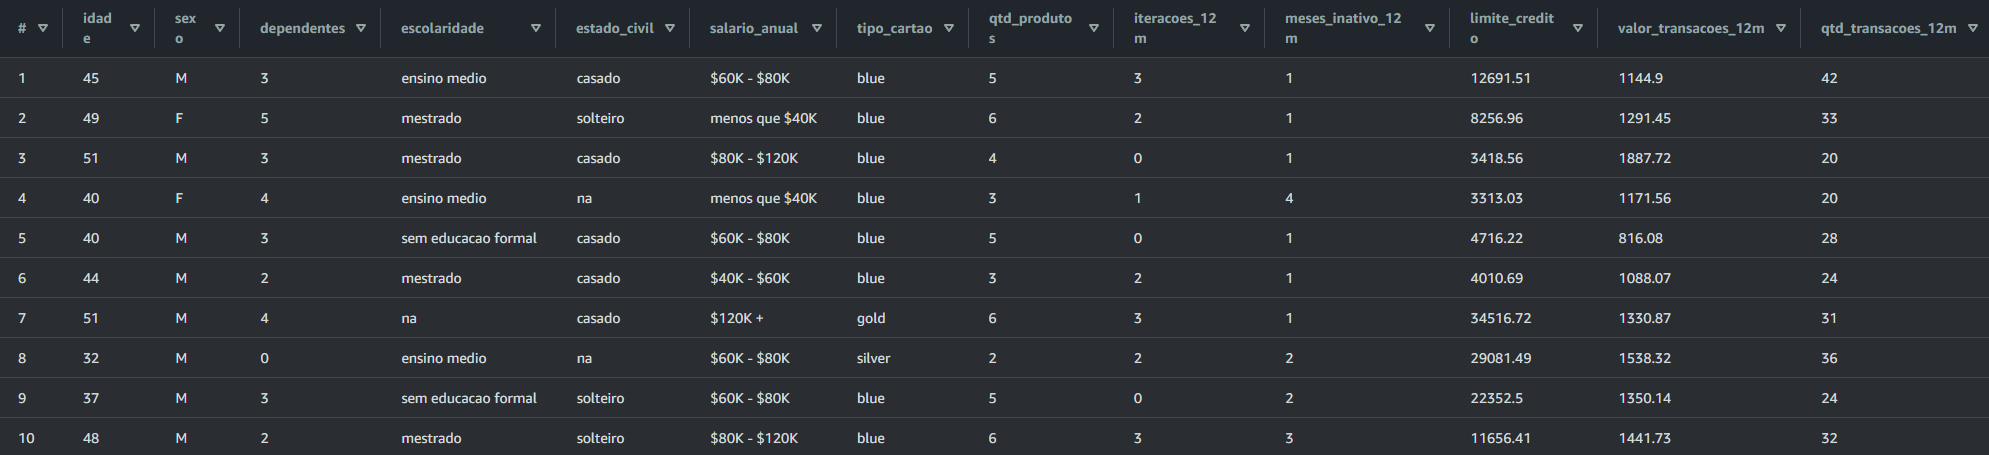 # idade sexo dependentes escolaridade estado_civil salario_anual tipo_cartao qtd_produtos iteracoes_12m meses_inativo_12m limite_credito valor_transacoes_12m qtd_transacoes_12m
1 45 M 3 ensino medio casado $60K - $80K blue 5 3 1 12691.51 1144.9 42
2 49 F 5 mestrado solteiro menos que $40K blue 6 2 1 8256.96 1291.45 33
3 51 M 3 mestrado casado $80K - $120K blue 4 0 1 3418.56 1887.72 20
4 40 F 4 ensino medio na menos que $40K blue 3 1 4 3313.03 1171.56 20
5 40 M 3 sem educacao formal casado $60K - $80K blue 5 0 1 4716.22 816.08 28
6 44 M 2 mestrado casado $40K - $60K blue 3 2 1 4010.69 1088.07 24
7 51 M 4 na casado $120K + gold 6 3 1 34516.72 1330.87 31
8 32 M 0 ensino medio na $60K - $80K silver 2 2 2 29081.49 1538.32 36
9 37 M 3 sem educacao formal solteiro $60K - $80K blue 5 0 2 22352.5 1350.14 24
10 48 M 2 mestrado solteiro $80K - $120K blue 6 3 3 11656.41 1441.73 32